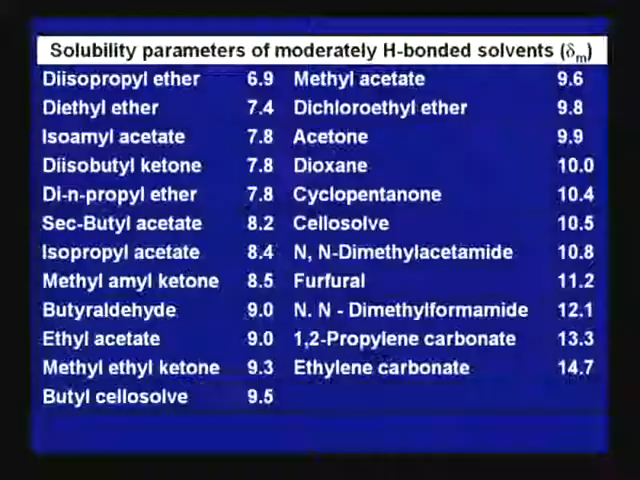 Solubility parameters of moderately H-bonded solvents (δm)
Diisopropyl ether 6.9 Methyl acetate 9.6
Diethyl ether 7.4 Dichloroethyl ether 9.8
Isoamyl acetate 7.8 Acetone 9.9
Diisobutyl ketone 7.8 Dioxane 10.0
Di-n-propyl ether 7.8 Cyclopentanone 10.4
Sec-Butyl acetate 8.2 Cellosolve 10.5
Isopropyl acetate 8.4 N, N-Dimethylacetamide 10.8
Methyl amyl ketone 8.5 Furfural 11.2
Butyraldehyde 9.0 N. N - Dimethylformamide 12.1
Ethyl acetate 9.0 1,2-Propylene carbonate 13.3
Methyl ethyl ketone 9.3 Ethylene carbonate 14.7
Butyl cellosolve 9.5